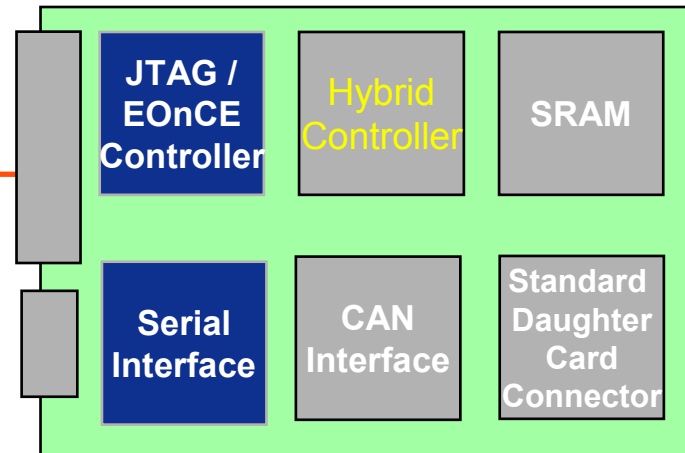 JTAG /
EOnCE
Controller
Hybrid
Controller
SRAM
Serial
Interface
CAN
Interface
Standard
Daughter
Card
Connector